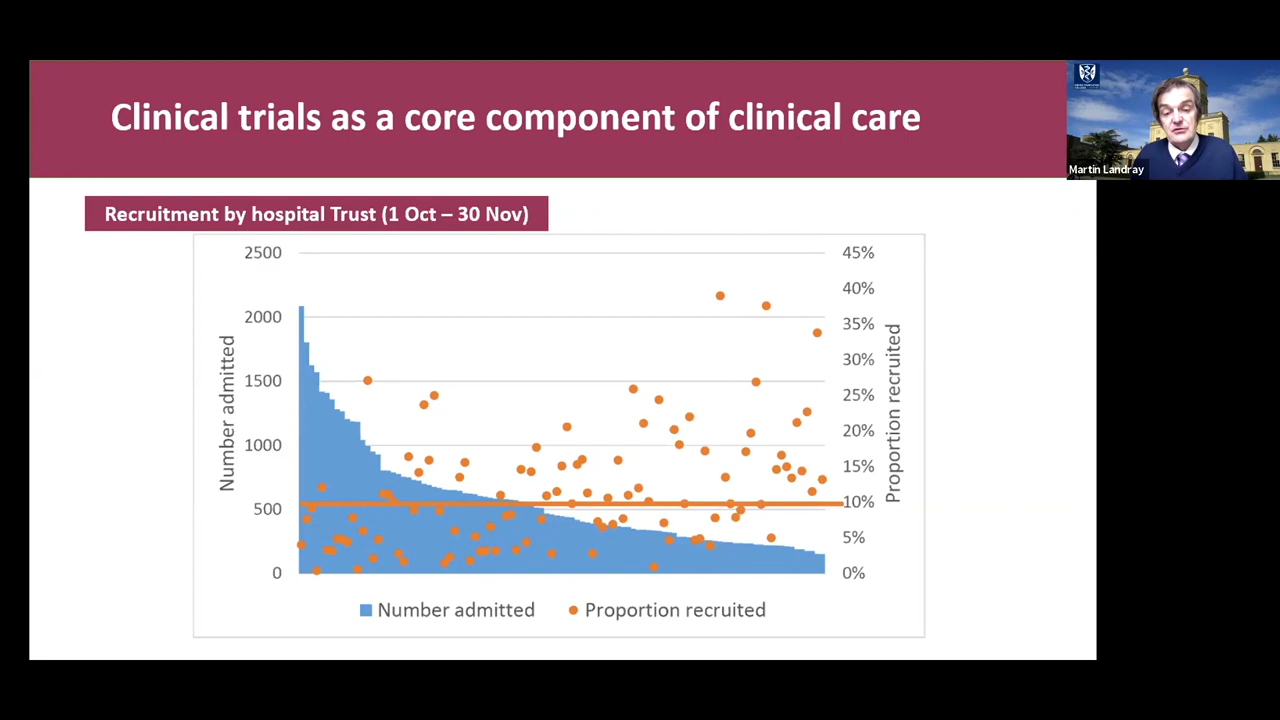 Clinical trials as a core component of clinical care
Martin Landray
Recruitment by hospital Trust (1 Oct – 30 Nov)
2500
2000
1500
1000
500
0
Number admitted
45%
40%
35%
30%
25%
20%
15%
10%
5%
0%
Proportion recruited
Number admitted
Proportion recruited